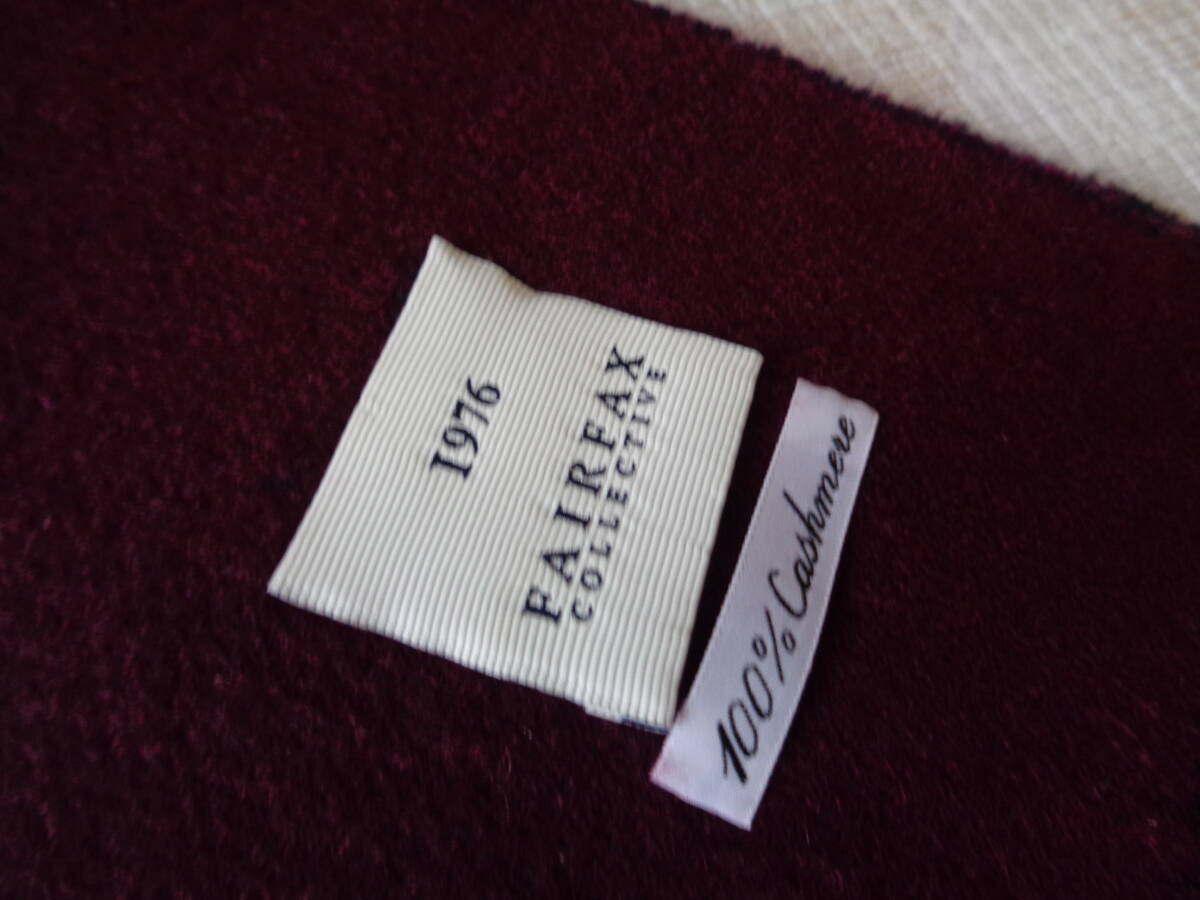 1976
FAIRFAX
COLLECTIVE
100% Cashmere